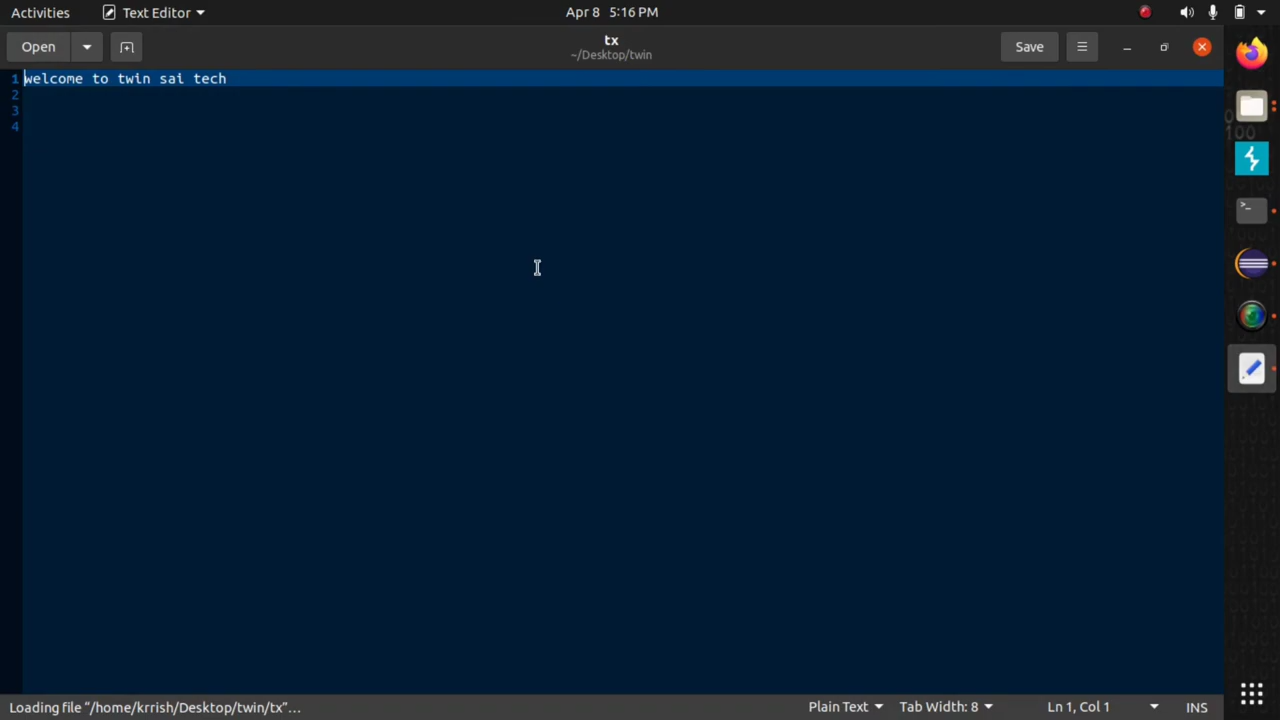 Activities Text Editor Apr 8 5:16 PM
Open tx Save
~/Desktop/twin
1 welcome to twin sai tech
2
3
4
Loading file “/home/krrish/Desktop/twin/tx”… Plain Text Tab Width: 8 Ln 1, Col 1 INS